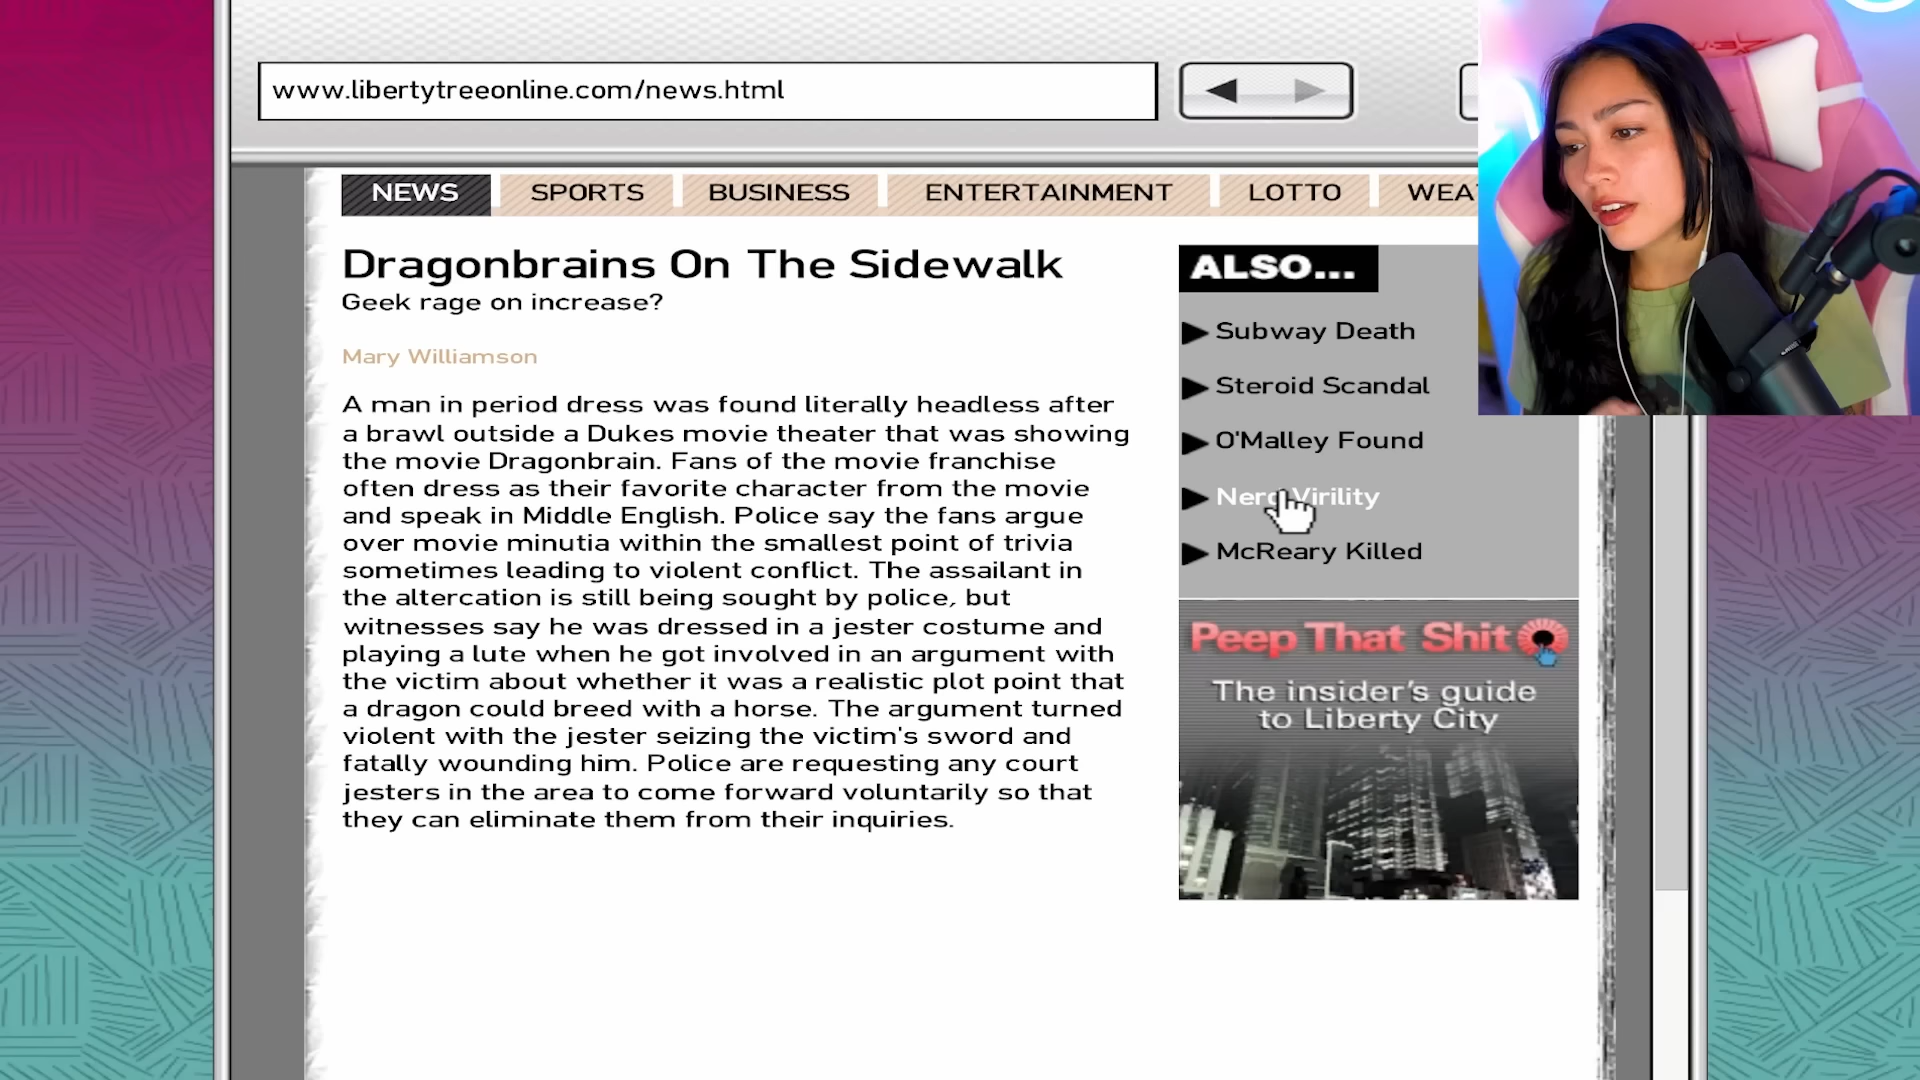 www.libertytreeonline.com/news.html
NEWS
SPORTS
BUSINESS
ENTERTAINMENT
LOTTO
Dragonbrains On The Sidewalk
Geek rage on increase?
Mary Williamson
A man in period dress was found literally headless after
a brawl outside a Dukes movie theater that was showing
the movie Dragonbrain. Fans of the movie franchise
often dress as their favorite character from the movie
and speak in Middle English. Police say the fans argue
over movie minutia within the smallest point of trivia
sometimes leading to violent conflict. The assailant in
the altercation is still being sought by police, but
witnesses say he was dressed in a jester costume and
playing a lute when he got involved in an argument with
the victim about whether it was a realistic plot point that
a dragon could breed with a horse. The argument turned
violent with the jester seizing the victim's sword and
fatally wounding him. Police are requesting any court
jesters in the area to come forward voluntarily so that
they can eliminate them from their inquiries.
ALSO...
Subway Death
Steroid Scandal
O'Malley Found
Nerd Virility
McReary Killed
Peep That Shit
The insider's guide
to Liberty City